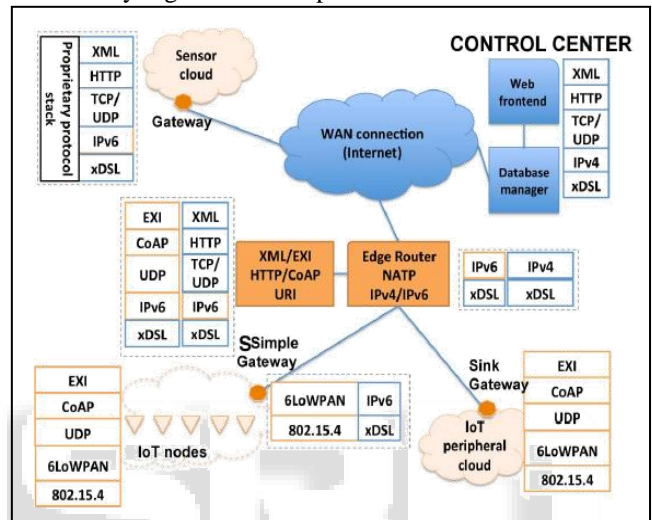 Proprietary protocol
stack
XML
HTTP
TCP/
UDP
IPv6
xDSL
Sensor
cloud
Gateway
WAN connection
(Internet)
CONTROL CENTER
Web
frontend
Database
manager
XML
HTTP
TCP/
UDP
IPv4
xDSL
EXI
CoAP
UDP
IPv6
xDSL
XML
HTTP
TCP/
UDP
IPv6
xDSL
XML/EXI
HTTP/CoAP
URI
Edge Router
NATP
IPv4/IPv6
IPv6
IPv4
xDSL
xDSL
SSimple
Gateway
Sink
Gateway
EXI
CoAP
UDP
6LoWPAN
802.15.4
IoT nodes
6LoWPAN
IPv6
802.15.4
xDSL
IoT
peripheral
cloud
EXI
CoAP
UDP
6LoWPAN
802.15.4